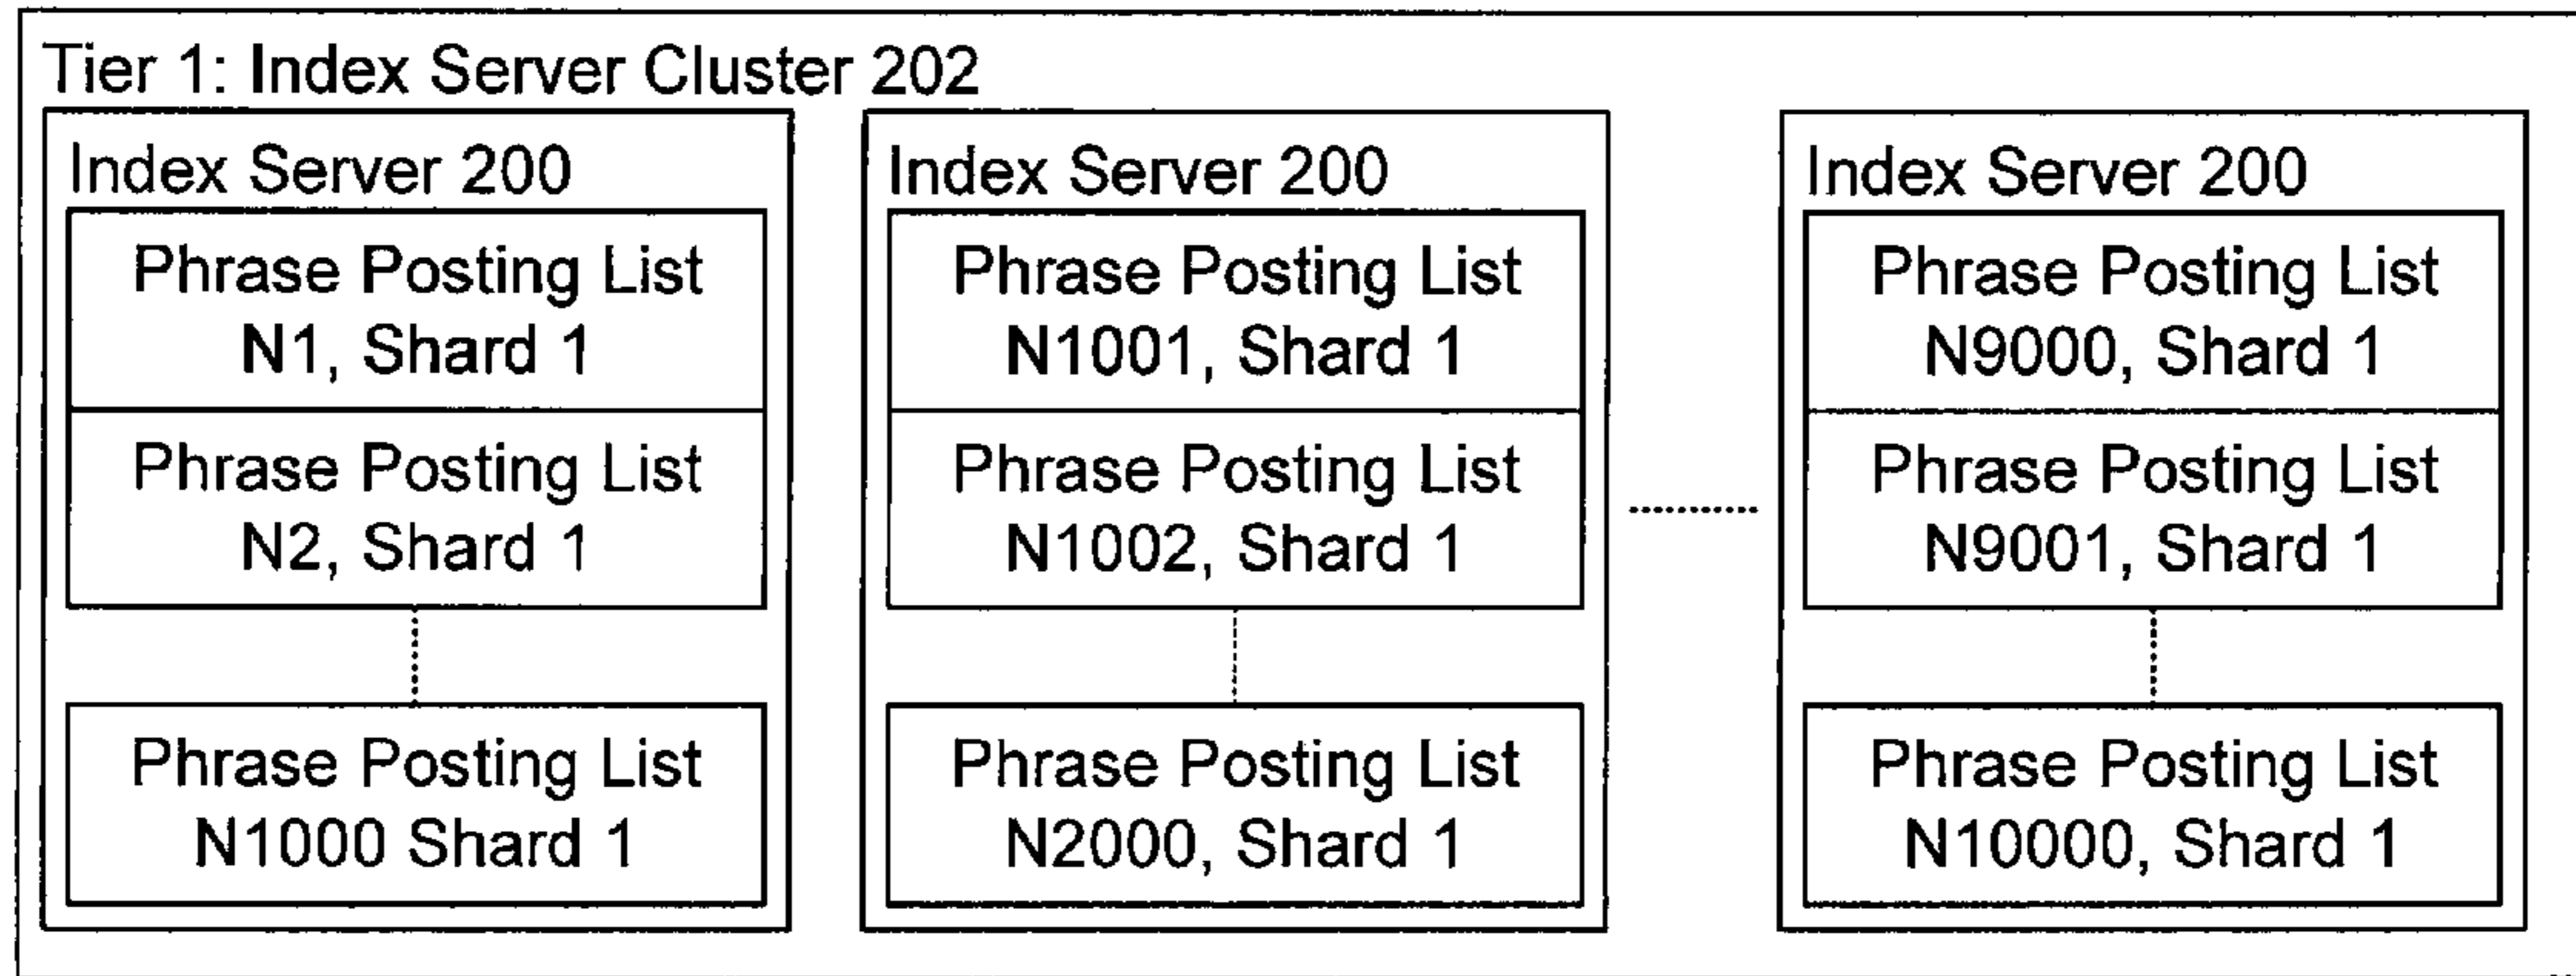 Tier 1: Index Server Cluster 202
Index Server 200
Phrase Posting List
N1, Shard 1
Phrase Posting List
N2, Shard 1
Phrase Posting List
N1000 Shard 1
Index Server 200
Phrase Posting List
N1001, Shard 1
Phrase Posting List
N1002, Shard 1
Phrase Posting List
N2000, Shard 1
Index Server 200
Phrase Posting List
N9000, Shard 1
Phrase Posting List
N9001, Shard 1
Phrase Posting List
N10000, Shard 1